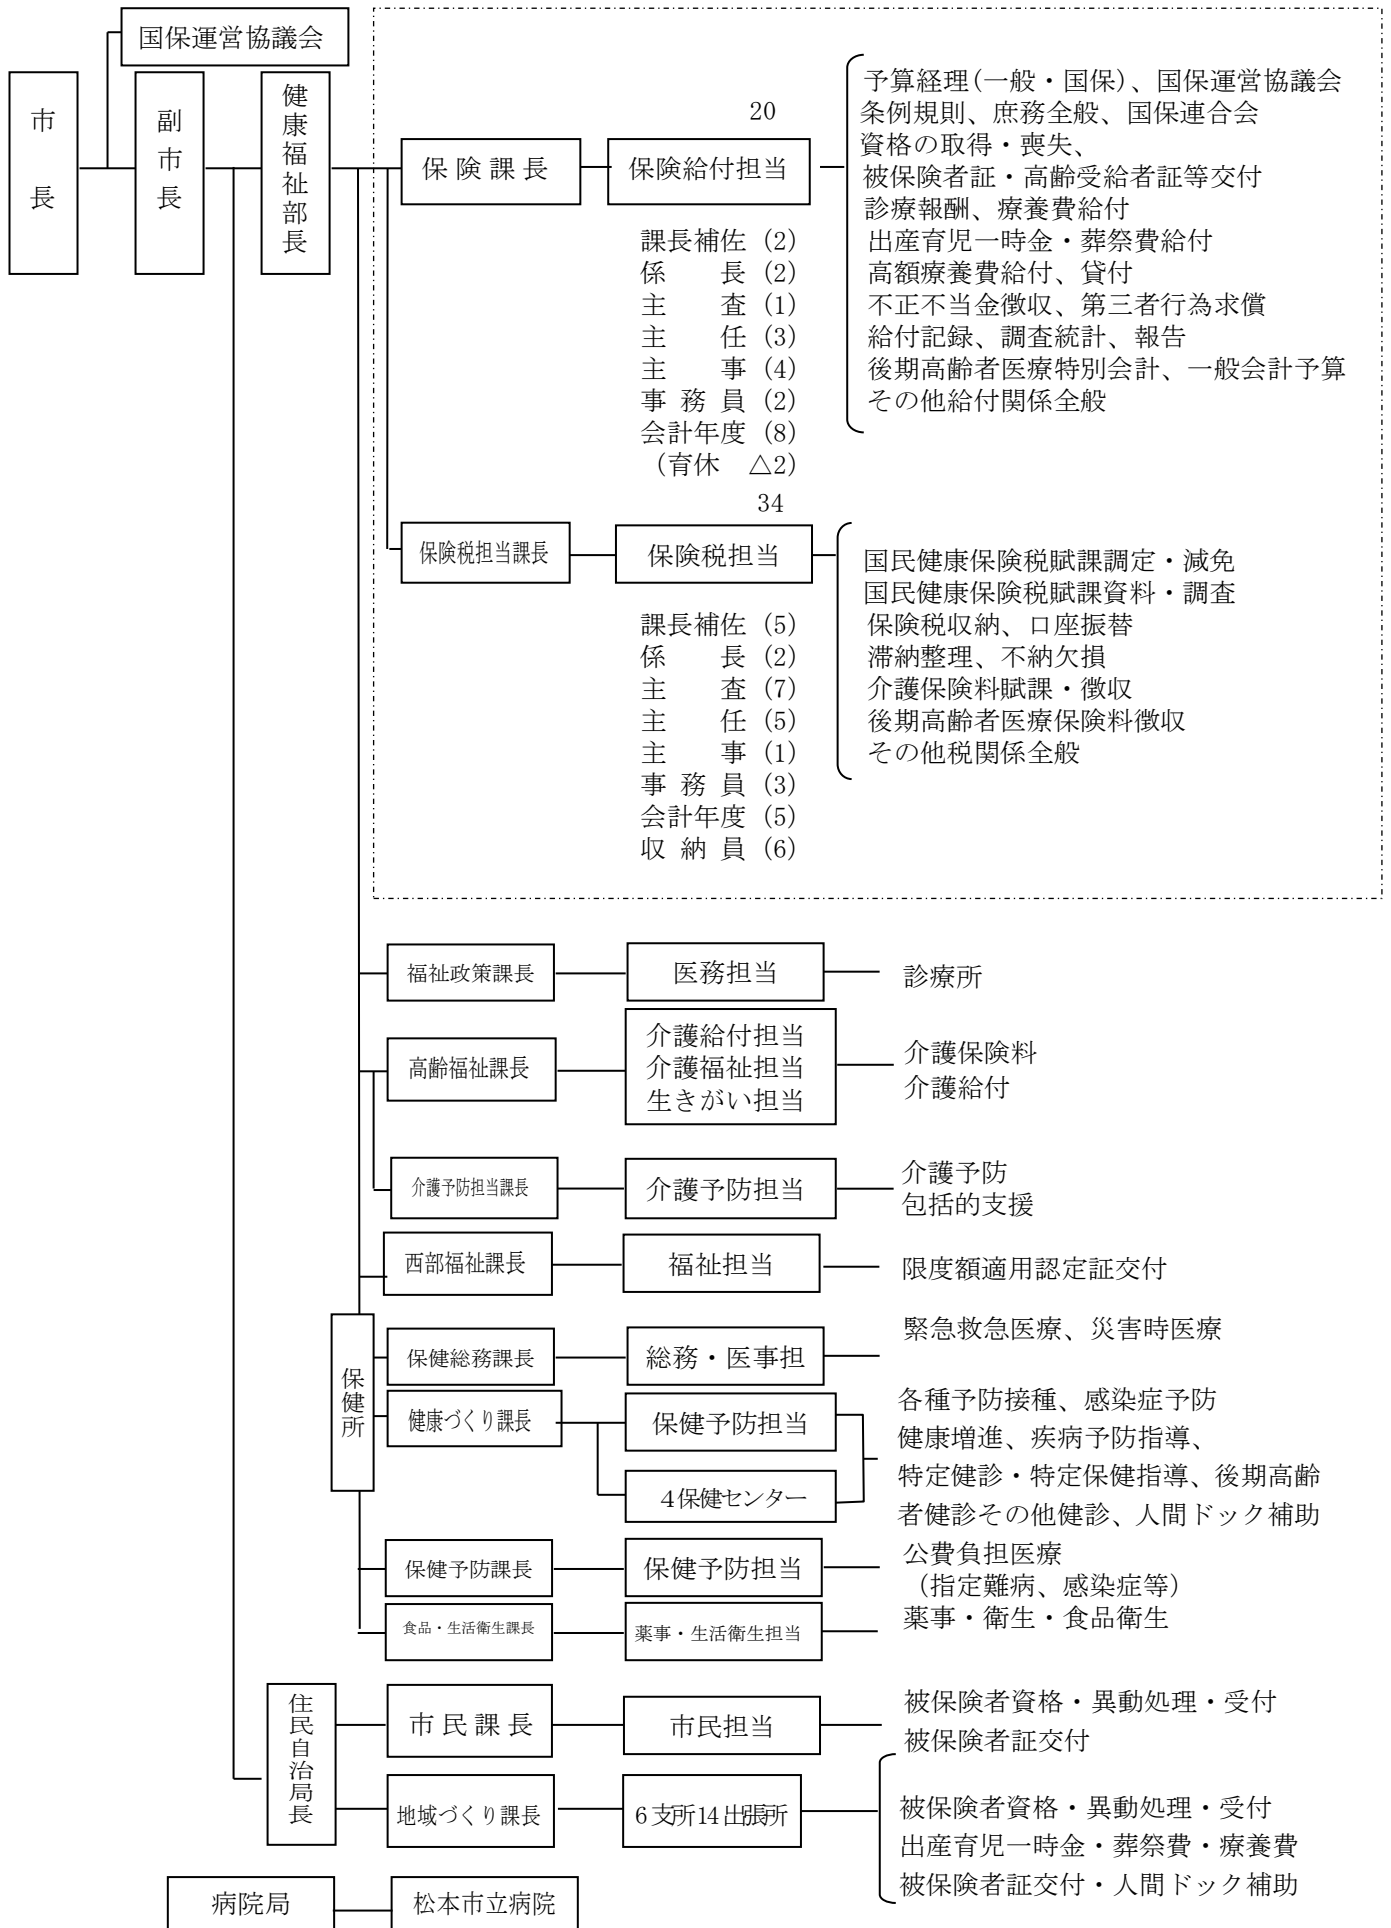 国保運営協議会
市長
副市長
健康福祉部長
保険課長
20
保険給付担当
予算経理(一般・国保)、国保運営協議会
条例規則、庶務全般、国保連合会
資格の取得・喪失、
被保険者証・高齢受給者証等交付
診療報酬、療養費給付
出産育児一時金・葬祭費給付
高額療養費給付、貸付
不正不当金徴収、第三者行為求償
給付記録、調査統計、報告
後期高齢者医療特別会計、一般会計予算
その他給付関係全般
課長補佐 (2)
係　　長 (2)
主　　査 (1)
主　　任 (3)
主　　事 (4)
事 務 員 (2)
会計年度 (8)
(育休　△2)
34
保険税担当課長
保険税担当
国民健康保険税賦課調定・減免
国民健康保険税賦課資料・調査
保険税収納、口座振替
滞納整理、不納欠損
介護保険料賦課・徴収
後期高齢者医療保険料徴収
その他税関係全般
課長補佐 (5)
係　　長 (2)
主　　査 (7)
主　　任 (5)
主　　事 (1)
事 務 員 (3)
会計年度 (5)
収 納 員 (6)
福祉政策課長
医務担当
診療所
高齢福祉課長
介護給付担当
介護福祉担当
生きがい担当
介護保険料
介護給付
介護予防担当課長
介護予防担当
介護予防
包括的支援
西部福祉課長
福祉担当
限度額適用認定証交付
保健所
保健総務課長
総務・医事担
緊急救急医療、災害時医療
健康づくり課長
保健予防担当
4保健センター
各種予防接種、感染症予防
健康増進、疾病予防指導、
特定健診・特定保健指導、後期高齢
者健診その他健診、人間ドック補助
保健予防課長
保健予防担当
公費負担医療
(指定難病、感染症等)
食品・生活衛生課長
薬事・生活衛生担当
薬事・衛生・食品衛生
住民自治局長
市民課長
市民担当
被保険者資格・異動処理・受付
被保険者証交付
地域づくり課長
6支所14出張所
被保険者資格・異動処理・受付
出産育児一時金・葬祭費・療養費
被保険者証交付・人間ドック補助
病院局
松本市立病院